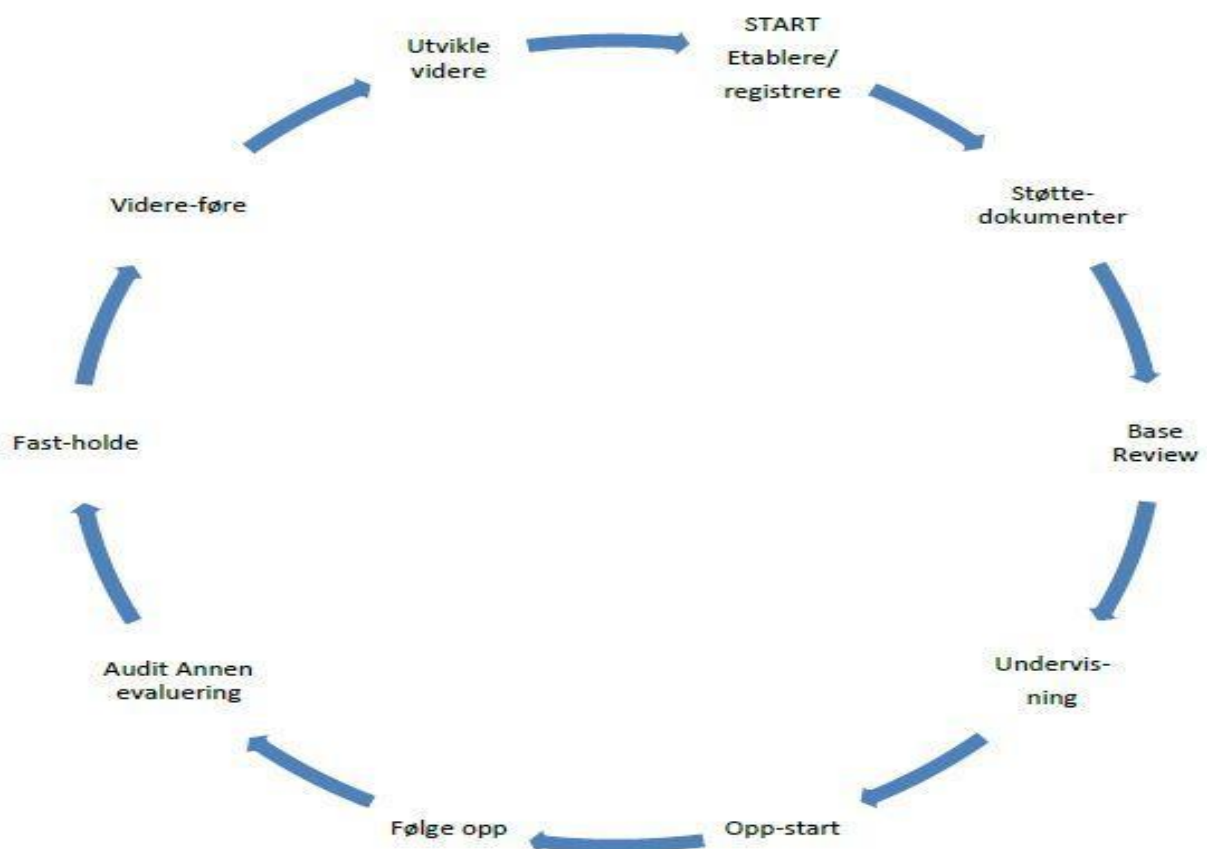 START
Etablere/
registrere
Støtte-
dokumenter
Base
Review
Undervis-
ning
Opp-start
Følge opp
Audit Annen
evaluering
Fast-holde
Videre-føre
Utvikle
videre